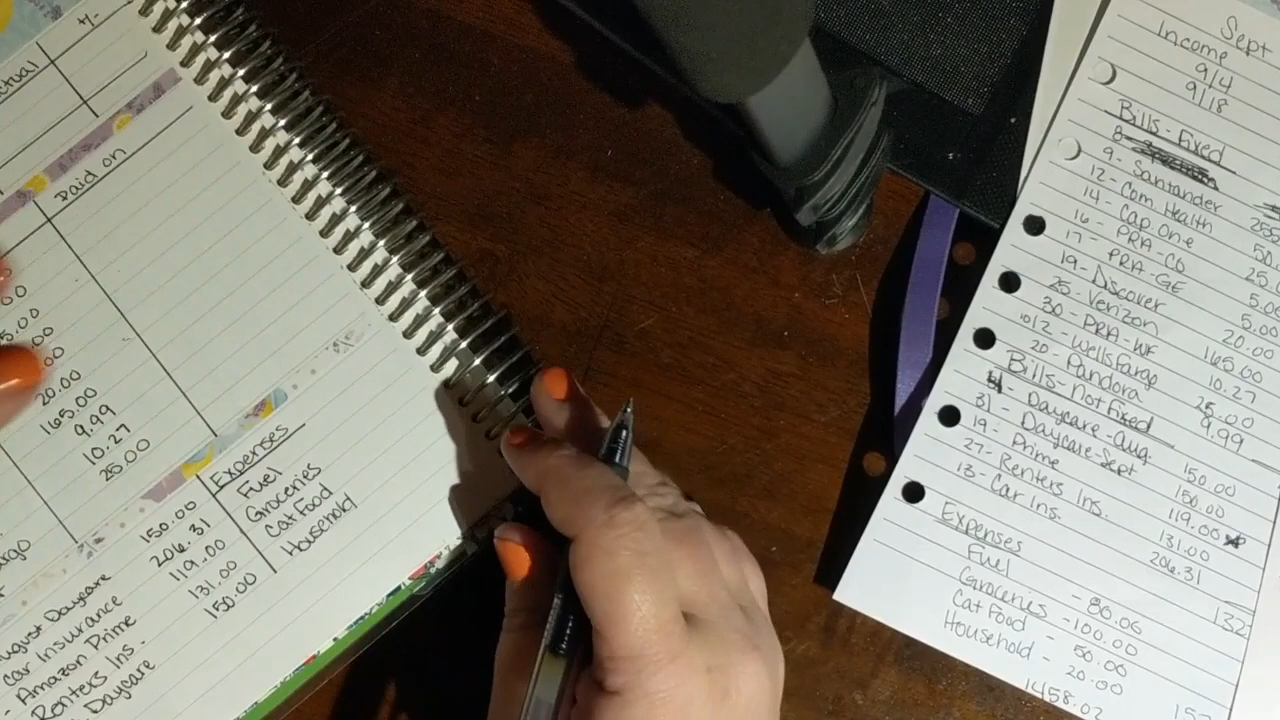 +/-
Paid on
20.00
165.00
9.99
10.27
25.00
Expenses
Fuel
Groceries
Cat Food
Household
August Daycare 150.00
Car Insurance 206.31
- Amazon Prime 119.00
Renters Ins. 131.00
Daycare 150.00
Sept
Income
9/4
9/18
Bills-Fixed
8-
9- Santander
12- Com. Health
14- Cap. One 50.
16- PRA-CO 25.0
17- PRA-GE 5.00
19- Discover 5.00
25- Verizon 20.00
30- PRA-WF 165.00
10/2 - Wells Fargo 10.27
20- Pandora 25.00
Bills-not Fixed 9.99
4- Daycare-Aug.
31- Daycare-Sept 150.00
19- Prime 150.00
27- Renters Ins. 119.00
13- Car Ins. 131.00
206.31
Expenses
Fuel - 80.06
Groceries -100.00
Cat Food - 50.00
Household - 20.00
1458.02
132